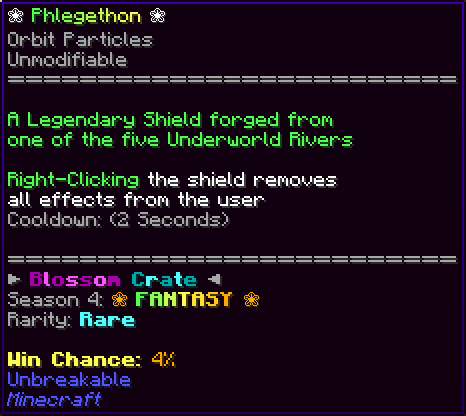 ❀ Phlegethon ❀
Orbit Particles
Unmodifiable
==============================
A Legendary Shield forged from
one of the five Underworld Rivers
Right-Clicking the shield removes
all effects from the user
Cooldown: (2 Seconds)
==============================
► Blossom Crate ◄
Season 4: ❀ FANTASY ❀
Rarity: Rare
Win Chance: 4%
Unbreakable
Minecraft